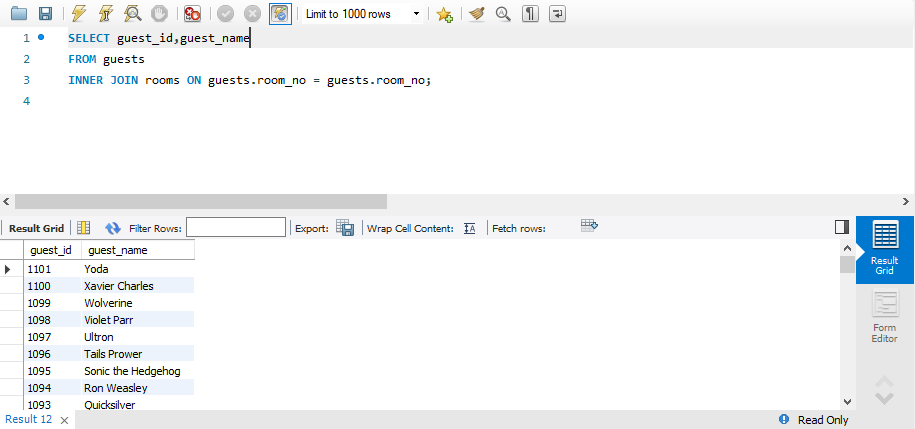 Limit to 1000 rows
1 SELECT guest_id,guest_name
2 FROM guests
3 INNER JOIN rooms ON guests.room_no = guests.room_no;
4
Result Grid Filter Rows: Export: Wrap Cell Content: Fetch rows:
guest_id guest_name
1101 Yoda
1100 Xavier Charles
1099 Wolverine
1098 Violet Parr
1097 Ultron
1096 Tails Prower
1095 Sonic the Hedgehog
1094 Ron Weasley
1093 Quicksilver
Result
Grid
Form
Editor
Result 12 Read Only